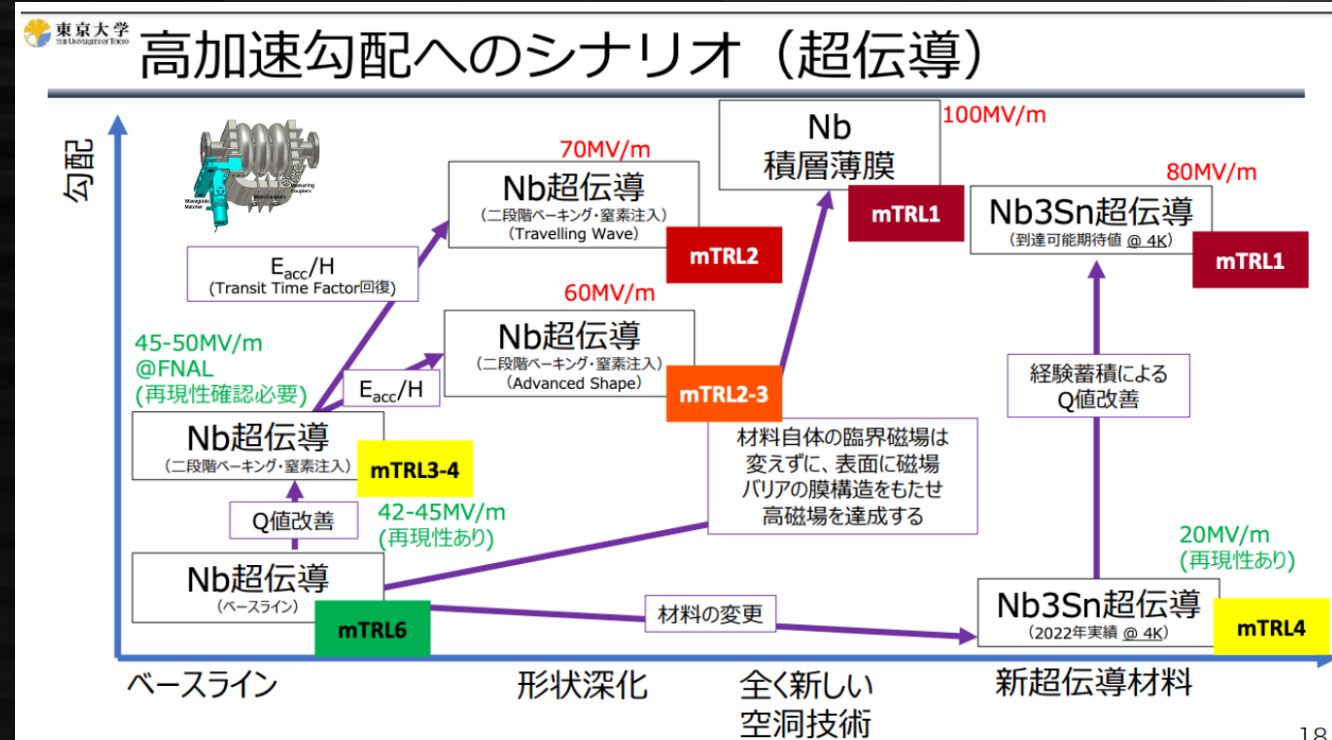 東京大学
THE UNIVERSITY OF TOKYO
高加速勾配へのシナリオ（超伝導）
勾配
Waveguide
Matcher
Main Couplers
Measuring
Couplers
70MV/m
Nb超伝導
（二段階ベーキング・窒素注入）
(Travelling Wave)
mTRL2
Nb
積層薄膜
100MV/m
mTRL1
80MV/m
Nb3Sn超伝導
（到達可能期待値 @ 4K）
mTRL1
Eacc/H
(Transit Time Factor回復)
60MV/m
Nb超伝導
（二段階ベーキング・窒素注入）
（Advanced Shape）
mTRL2-3
45-50MV/m
@FNAL
(再現性確認必要)
Eacc/H
Nb超伝導
（二段階ベーキング・窒素注入）
mTRL3-4
経験蓄積による
Q値改善
材料自体の臨界磁場は
変えずに、表面に磁場
バリアの膜構造をもたせ
高磁場を達成する
Q値改善
42-45MV/m
(再現性あり)
Nb超伝導
（ベースライン）
mTRL6
材料の変更
20MV/m
(再現性あり)
Nb3Sn超伝導
（2022年実績 @ 4K）
mTRL4
ベースライン
形状深化
全く新しい
空洞技術
新超伝導材料
18